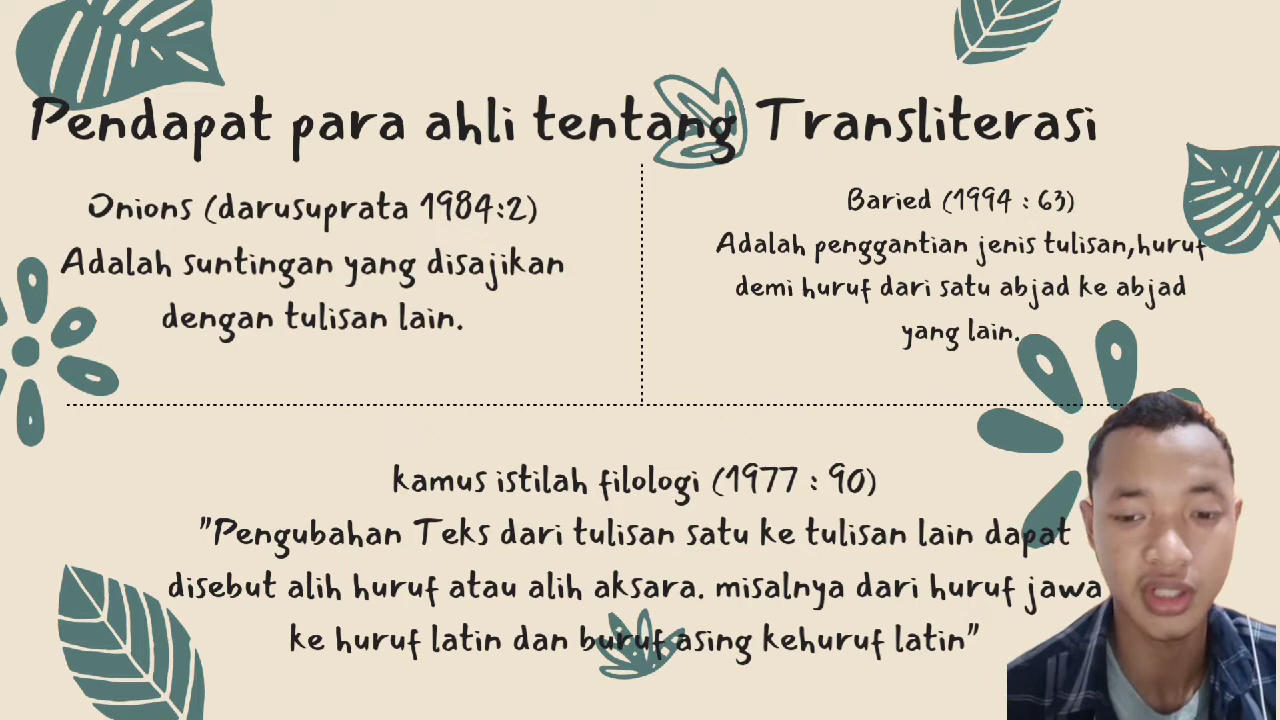 Pendapat para ahli tentang Transliterasi
Onions (darusuprata 1984:2)
Adalah suntingan yang disajikan
dengan tulisan lain.
Baried (1994 : 63)
Adalah penggantian jenis tulisan,huruf
demi huruf dari satu abjad ke abjad
yang lain.
kamus istilah filologi (1977 : 90)
"Pengubahan Teks dari tulisan satu ke tulisan lain dapat
disebut alih huruf atau alih aksara. misalnya dari huruf jawa
ke huruf latin dan buruf asing kehuruf latin"